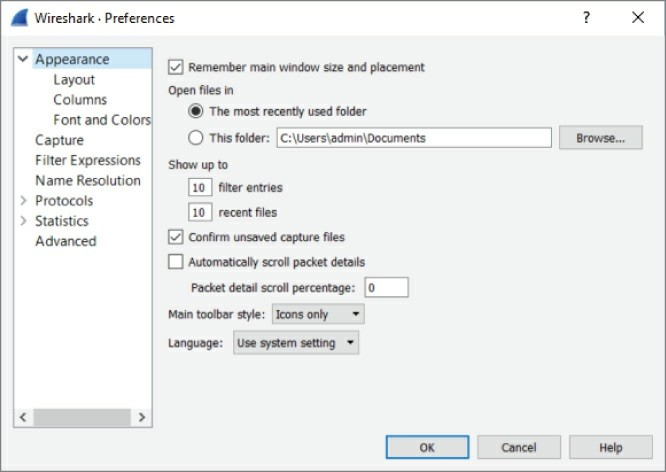 Wireshark · Preferences
?
Appearance
Layout
Columns
Font and Colors
Capture
Filter Expressions
Name Resolution
Protocols
Statistics
Advanced
Remember main window size and placement
Open files in
The most recently used folder
This folder: C:\Users\admin\Documents Browse...
Show up to
10 filter entries
10 recent files
Confirm unsaved capture files
Automatically scroll packet details
Packet detail scroll percentage: 0
Main toolbar style: Icons only
Language: Use system setting
OK Cancel Help